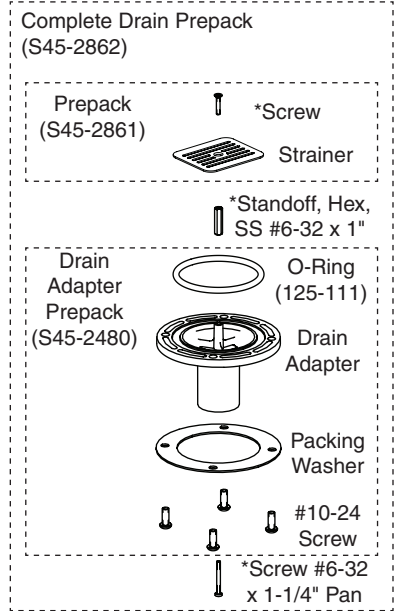 Complete Drain Prepack
(S45-2862)
Prepack
(S45-2861)
*Screw
Strainer
*Standoff, Hex,
SS #6-32 x 1"
Drain
Adapter
Prepack
(S45-2480)
O-Ring
(125-111)
Drain
Adapter
Packing
Washer
#10-24
Screw
*Screw #6-32
x 1-1/4" Pan